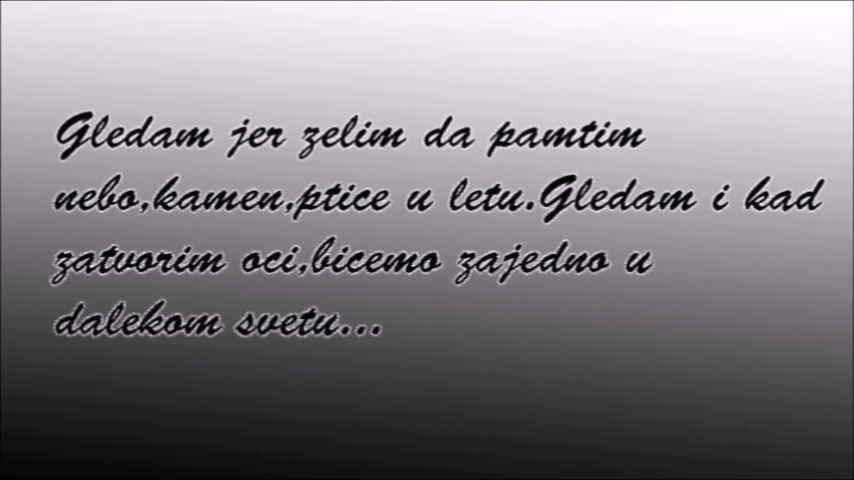 Gledam jer zelim da pamtim
nebo,kamen,ptice u letu.Gledam i kad
zatvorim oci,bicemo zajedno u
dalekom svetu...